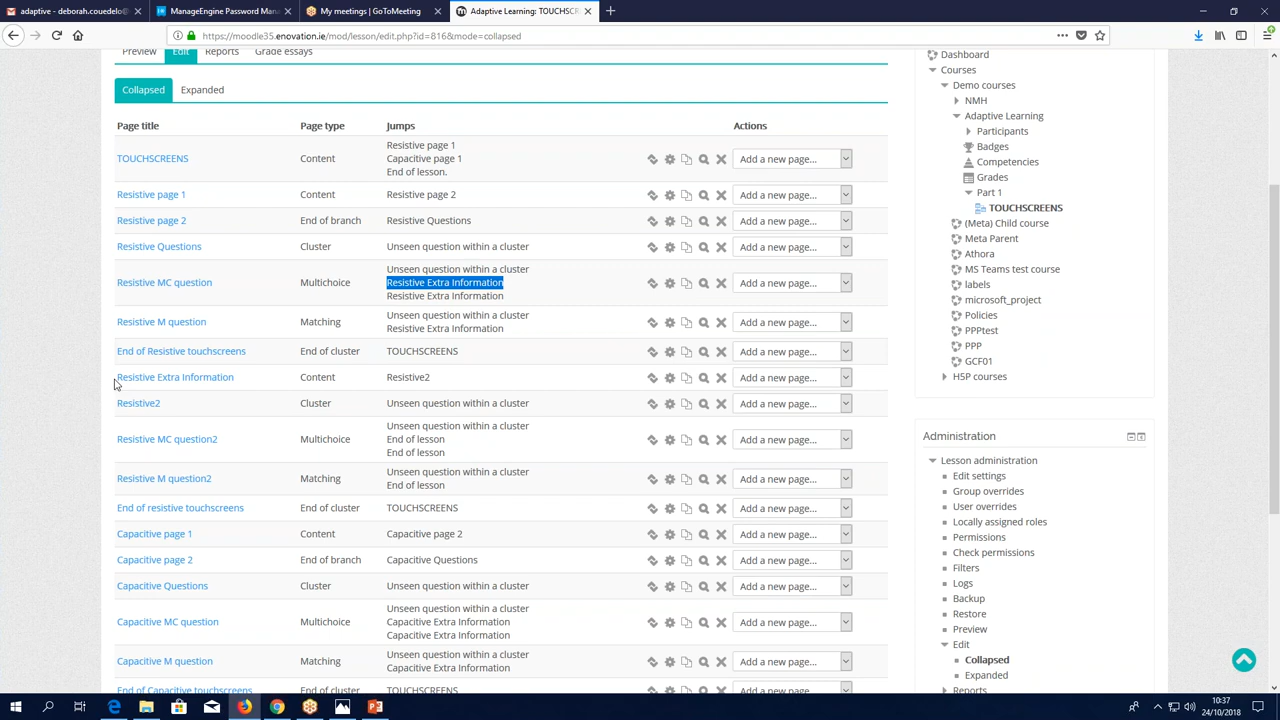 adaptive - deborah.couedelo@
ManageEngine Password Man
My meetings | GoToMeeting
Adaptive Learning: TOUCHSCRE
https://moodle35.enovation.ie/mod/lesson/edit.php?id=816&mode=collapsed
Preview
Edit
Reports
Grade essays
Collapsed
Expanded
Page title
Page type
Jumps
Actions
TOUCHSCREENS
Content
Resistive page 1
Capacitive page 1
End of lesson.
Add a new page...
Resistive page 1
Content
Resistive page 2
Add a new page...
Resistive page 2
End of branch
Resistive Questions
Add a new page...
Resistive Questions
Cluster
Unseen question within a cluster
Add a new page...
Resistive MC question
Multichoice
Unseen question within a cluster
Resistive Extra Information
Resistive Extra Information
Add a new page...
Resistive M question
Matching
Unseen question within a cluster
Resistive Extra Information
Add a new page...
End of Resistive touchscreens
End of cluster
TOUCHSCREENS
Add a new page...
Resistive Extra Information
Content
Resistive2
Add a new page...
Resistive2
Cluster
Unseen question within a cluster
Add a new page...
Resistive MC question2
Multichoice
Unseen question within a cluster
End of lesson
End of lesson
Add a new page...
Resistive M question2
Matching
Unseen question within a cluster
End of lesson
Add a new page...
End of resistive touchscreens
End of cluster
TOUCHSCREENS
Add a new page...
Capacitive page 1
Content
Capacitive page 2
Add a new page...
Capacitive page 2
End of branch
Capacitive Questions
Add a new page...
Capacitive Questions
Cluster
Unseen question within a cluster
Add a new page...
Capacitive MC question
Multichoice
Unseen question within a cluster
Capacitive Extra Information
Capacitive Extra Information
Add a new page...
Capacitive M question
Matching
Unseen question within a cluster
Capacitive Extra Information
Add a new page...
End of Capacitive touchscreens
End of cluster
TOUCHSCREENS
Add a new page...
Dashboard
Courses
Demo courses
NMH
Adaptive Learning
Participants
Badges
Competencies
Grades
Part 1
TOUCHSCREENS
(Meta) Child course
Meta Parent
Athora
MS Teams test course
labels
microsoft_project
Policies
PPPtest
PPP
GCF01
H5P courses
Administration
Lesson administration
Edit settings
Group overrides
User overrides
Locally assigned roles
Permissions
Check permissions
Filters
Logs
Backup
Restore
Preview
Edit
Collapsed
Expanded
Reports
10:37
24/10/2018